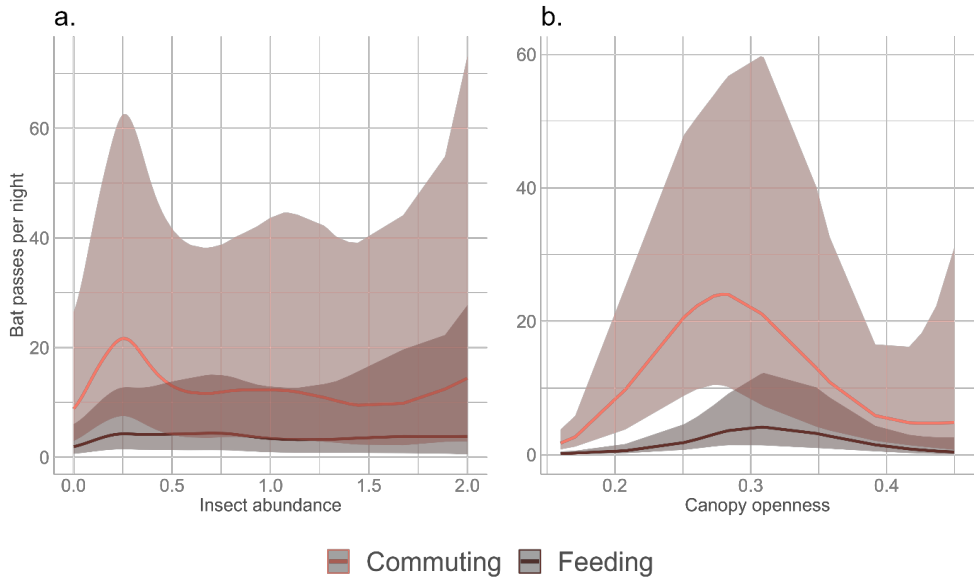 a.
b.
Bat passes per night
60
40
20
0
0.0 0.5 1.0 1.5 2.0
Insect abundance
60
40
20
0
0.2 0.3 0.4
Canopy openness
Commuting Feeding